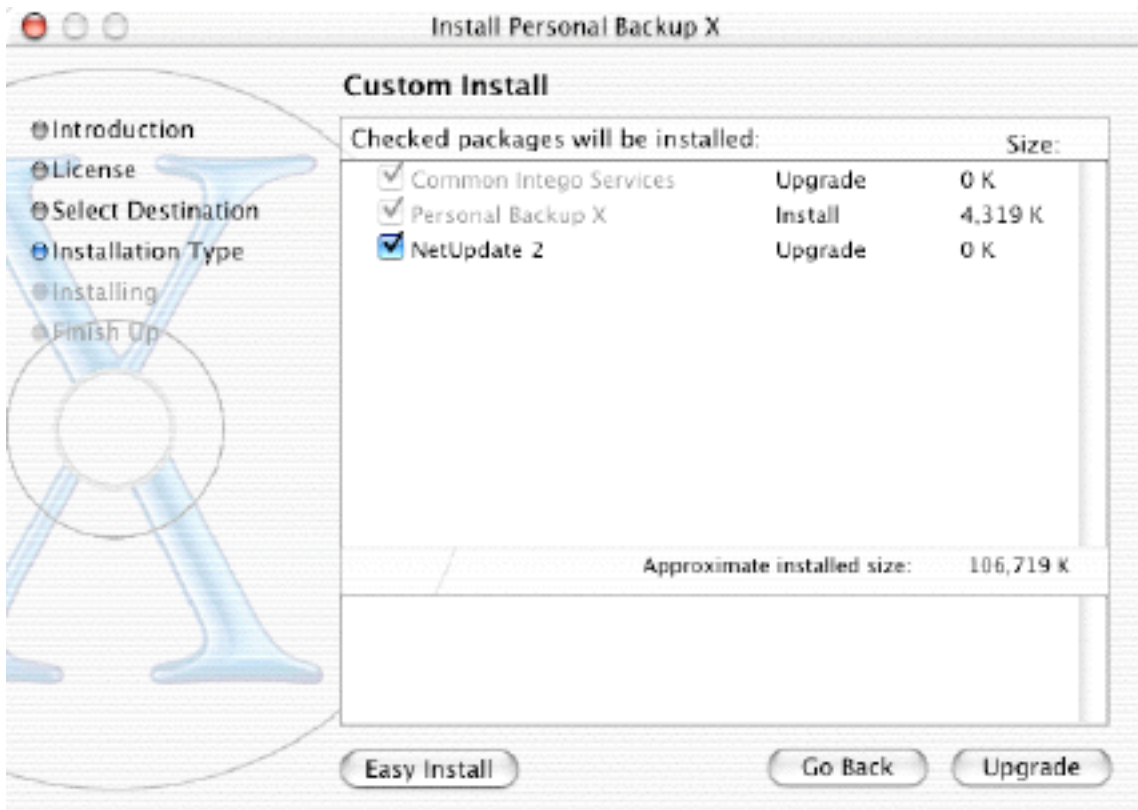 Install Personal Backup X
Custom Install
Introduction
License
Select Destination
Installation Type
Installing
Finish Up
Checked packages will be installed: Size:
Common Intego Services Upgrade 0 K
Personal Backup X Install 4,319 K
NetUpdate 2 Upgrade 0 K
Approximate installed size: 106,719 K
Easy Install Go Back Upgrade